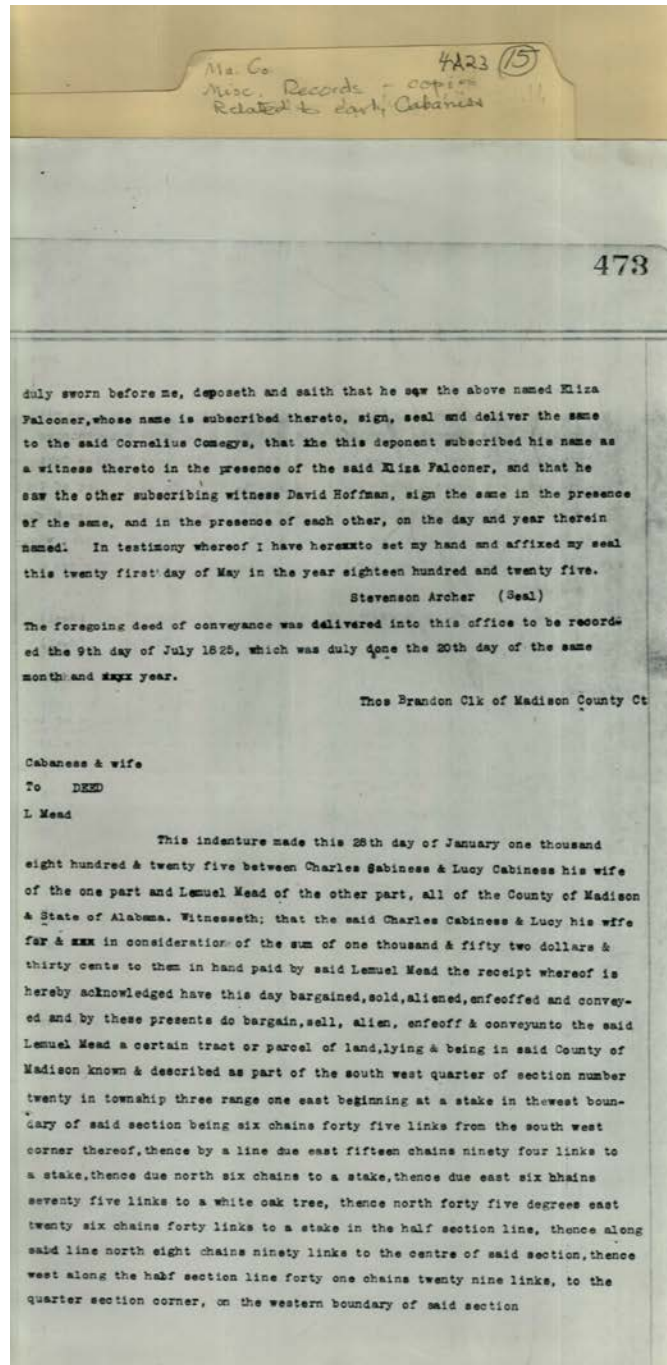 Ma. Co. 4A23 (15)
Misc. Records - copies
Related to early Cabaniss
473
duly sworn before me, deposeth and saith that he saw the above named Eliza
Falconer,whose name is subscribed thereto, sign, seal and deliver the same
to the said Cornelius Comegys, that the this deponent subscribed his name as
a witness thereto in the presence of the said Eliza Falconer, and that he
saw the other subscribing witness David Hoffman, sign the same in the presence
of the same, and in the presence of each other, on the day and year therein
named. In testimony whereof I have herexxto set my hand and affixed my seal
this twenty first day of May in the year eighteen hundred and twenty five.
Stevenson Archer (Seal)
The foregoing deed of conveyance was delivered into this office to be record-
ed the 9th day of July 1825, which was duly done the 20th day of the same
month and year.
Thos Brandon Clk of Madison County Ct
Cabaness & wife
To DEED
L Mead
This indenture made this 28th day of January one thousand
eight hundred & twenty five between Charles Cabiness & Lucy Cabiness his wife
of the one part and Lemuel Mead of the other part, all of the County of Madison
& State of Alabama. Witnesseth; that the said Charles Cabiness & Lucy his wife
for & xxx in consideration of the sum of one thousand & fifty two dollars &
thirty cents to them in hand paid by said Lemuel Mead the receipt whereof is
hereby acknowledged have this day bargained,sold,aliened,enfeoffed and convey-
ed and by these presents do bargain,sell, alien, enfeoff & conveyunto the said
Lemuel Mead a certain tract or parcel of land,lying & being in said County of
Madison known & described as part of the south west quarter of section number
twenty in township three range one east beginning at a stake in thewest boun-
dary of said section being six chains forty five links from the south west
corner thereof,thence by a line due east fifteen chains ninety four links to
a stake,thence due north six chains to a stake,thence due east six bhains
seventy five links to a white oak tree, thence north forty five degrees east
twenty six chains forty links to a stake in the half section line, thence along
said line north eight chains ninety links to the centre of said section,thence
west along the half section line forty one chains twenty nine links, to the
quarter section corner, on the western boundary of said section